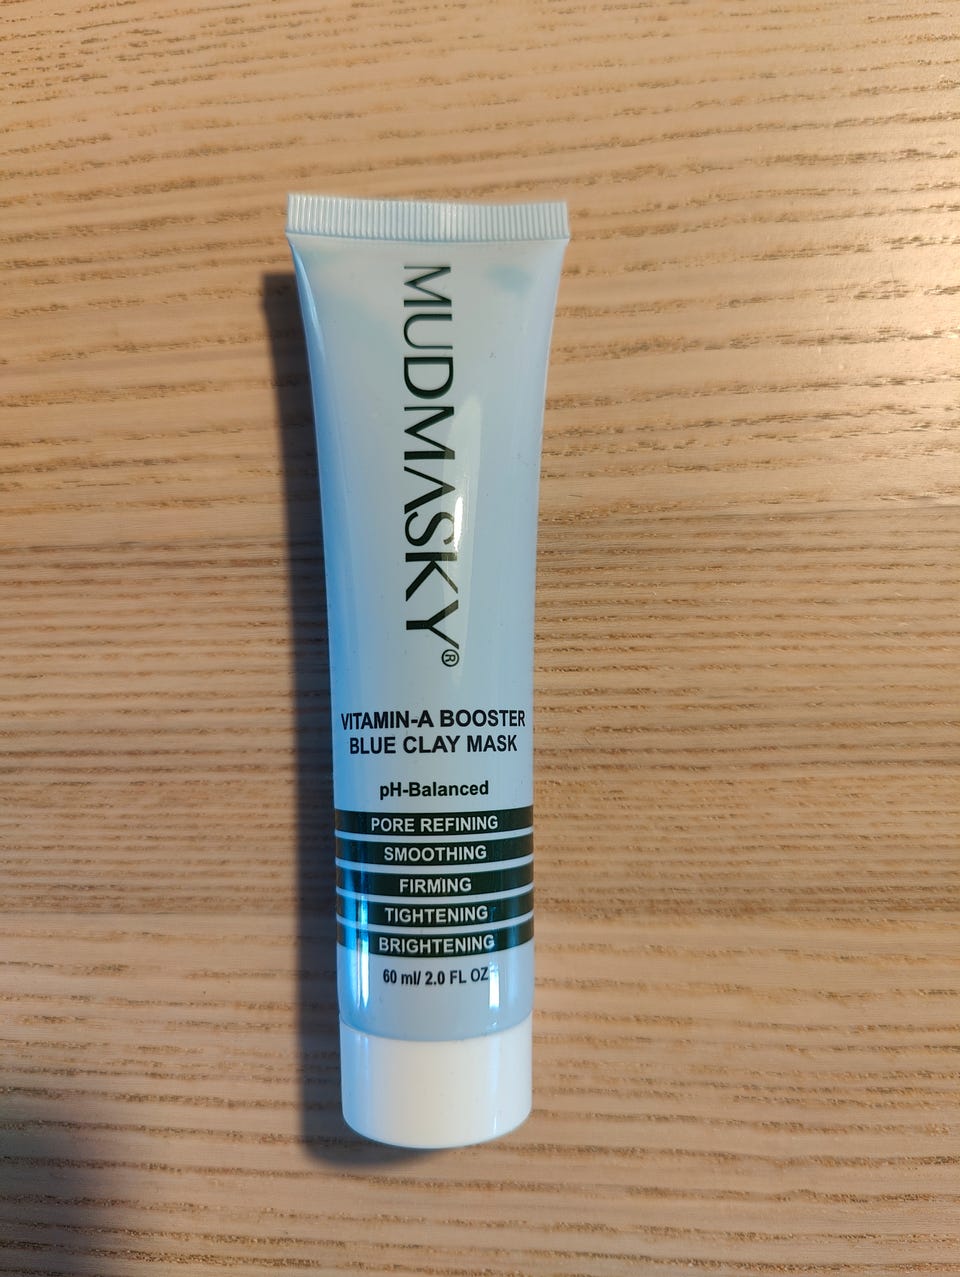 MUDMASKY®
VITAMIN-A BOOSTER
BLUE CLAY MASK
pH-Balanced
PORE REFINING
SMOOTHING
FIRMING
TIGHTENING
BRIGHTENING
60 ml/ 2.0 FL OZ